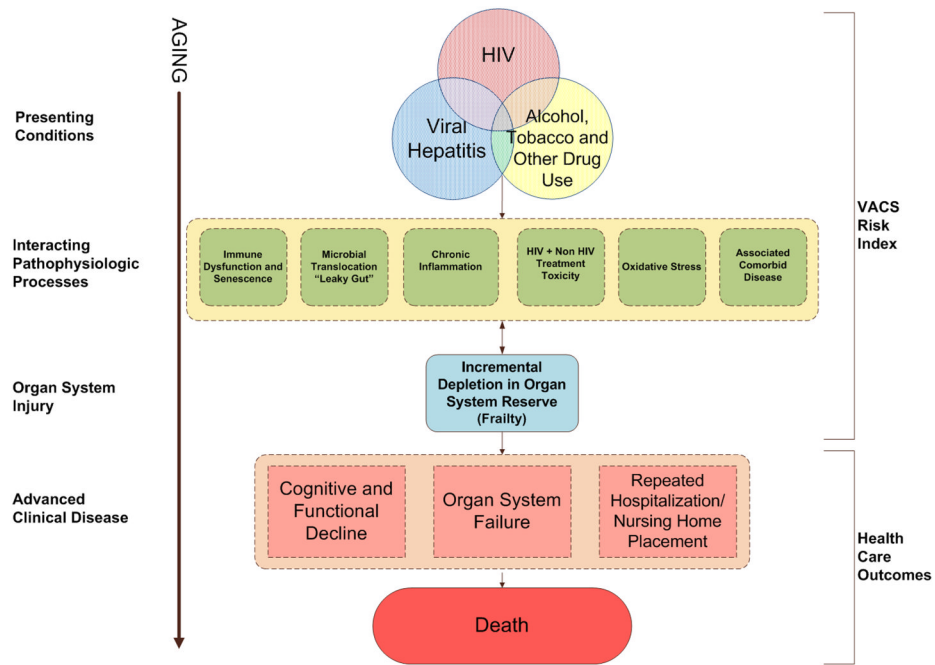 AGING
HIV
Presenting
Conditions
Viral
Hepatitis
Alcohol,
Tobacco and
Other Drug
Use
VACS
Risk
Index
Interacting
Pathophysiologic
Processes
Immune
Dysfunction and
Senescence
Microbial
Translocation
“Leaky Gut”
Chronic
Inflammation
HIV + Non HIV
Treatment
Toxicity
Oxidative Stress
Associated
Comorbid
Disease
Organ System
Injury
Incremental
Depletion in Organ
System Reserve
(Frailty)
Advanced
Clinical Disease
Cognitive and
Functional
Decline
Organ System
Failure
Repeated
Hospitalization/
Nursing Home
Placement
Health
Care
Outcomes
Death